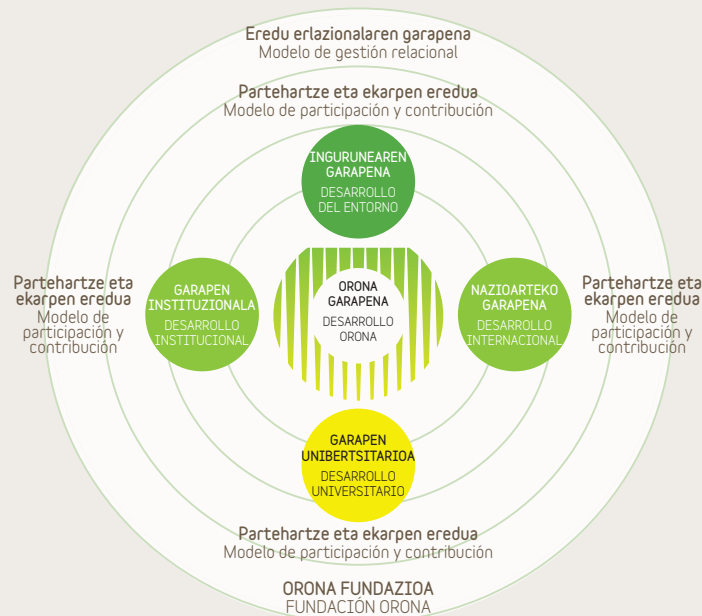 Eredu erlazionalaren garapena
Modelo de gestión relacional
Partehartze eta ekarpen eredua
Modelo de participación y contribución
INGURUNEAREN
GARAPENA
DESARROLLO
DEL ENTORNO
Partehartze eta
ekarpen eredua
Modelo de
participación y
contribución
GARAPEN
INSTITUZIONALA
DESARROLLO
INSTITUCIONAL
ORONA
GARAPENA
DESARROLLO
ORONA
NAZIOARTEKO
GARAPENA
DESARROLLO
INTERNACIONAL
Partehartze eta
ekarpen eredua
Modelo de
participación y
contribución
GARAPEN
UNIBERTSITARIOA
DESARROLLO
UNIVERSITARIO
Partehartze eta ekarpen eredua
Modelo de participación y contribución
ORONA FUNDAZIOA
FUNDACIÓN ORONA